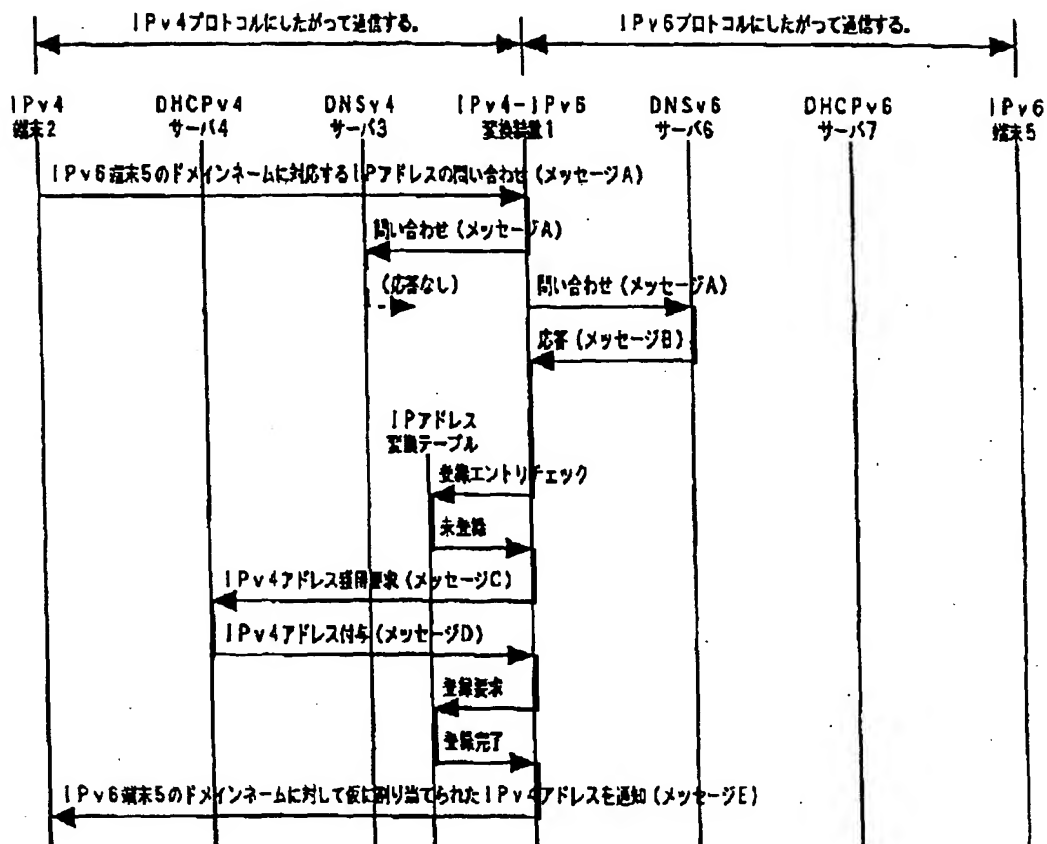 IPv4プロトコルにしたがって通信する。
IPv6プロトコルにしたがって通信する。
IPv4
端末2
DHCPv4
サーバ4
DNSv4
サーバ3
IPv4-IPv6
変換装置1
DNSv6
サーバ6
DHCPv6
サーバ7
IPv6
端末5
IPv6端末5のドメインネームに対応するIPアドレスの問い合わせ(メッセージA)
問い合わせ(メッセージA)
(応答なし)
問い合わせ(メッセージA)
応答(メッセージB)
IPアドレス
変換テーブル
登録エントリチェック
未登録
IPv4アドレス獲得要求(メッセージC)
IPv4アドレス付与(メッセージD)
登録要求
登録完了
IPv6端末5のドメインネームに対して仮に割り当てられたIPv4アドレスを通知(メッセージE)